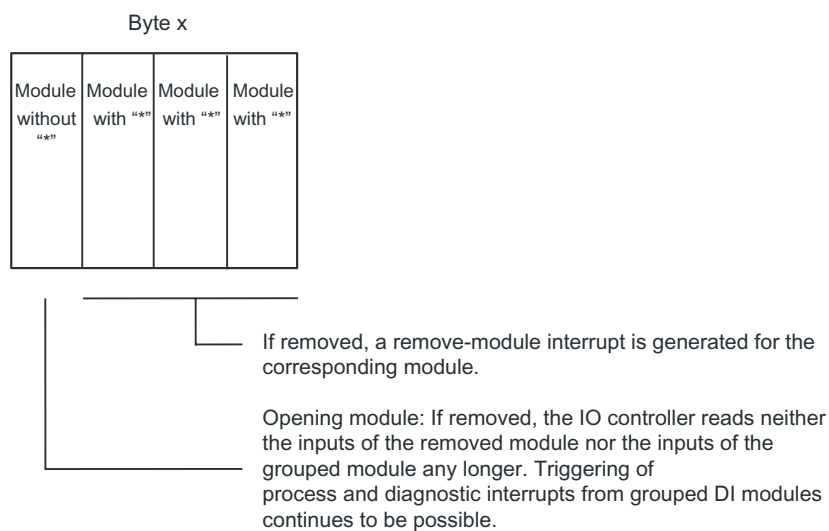 Byte x
Module without “*”
Module with “*”
Module with “*”
Module with “*”
If removed, a remove-module interrupt is generated for the
corresponding module.
Opening module: If removed, the IO controller reads neither
the inputs of the removed module nor the inputs of the
grouped module any longer. Triggering of
process and diagnostic interrupts from grouped DI modules
continues to be possible.